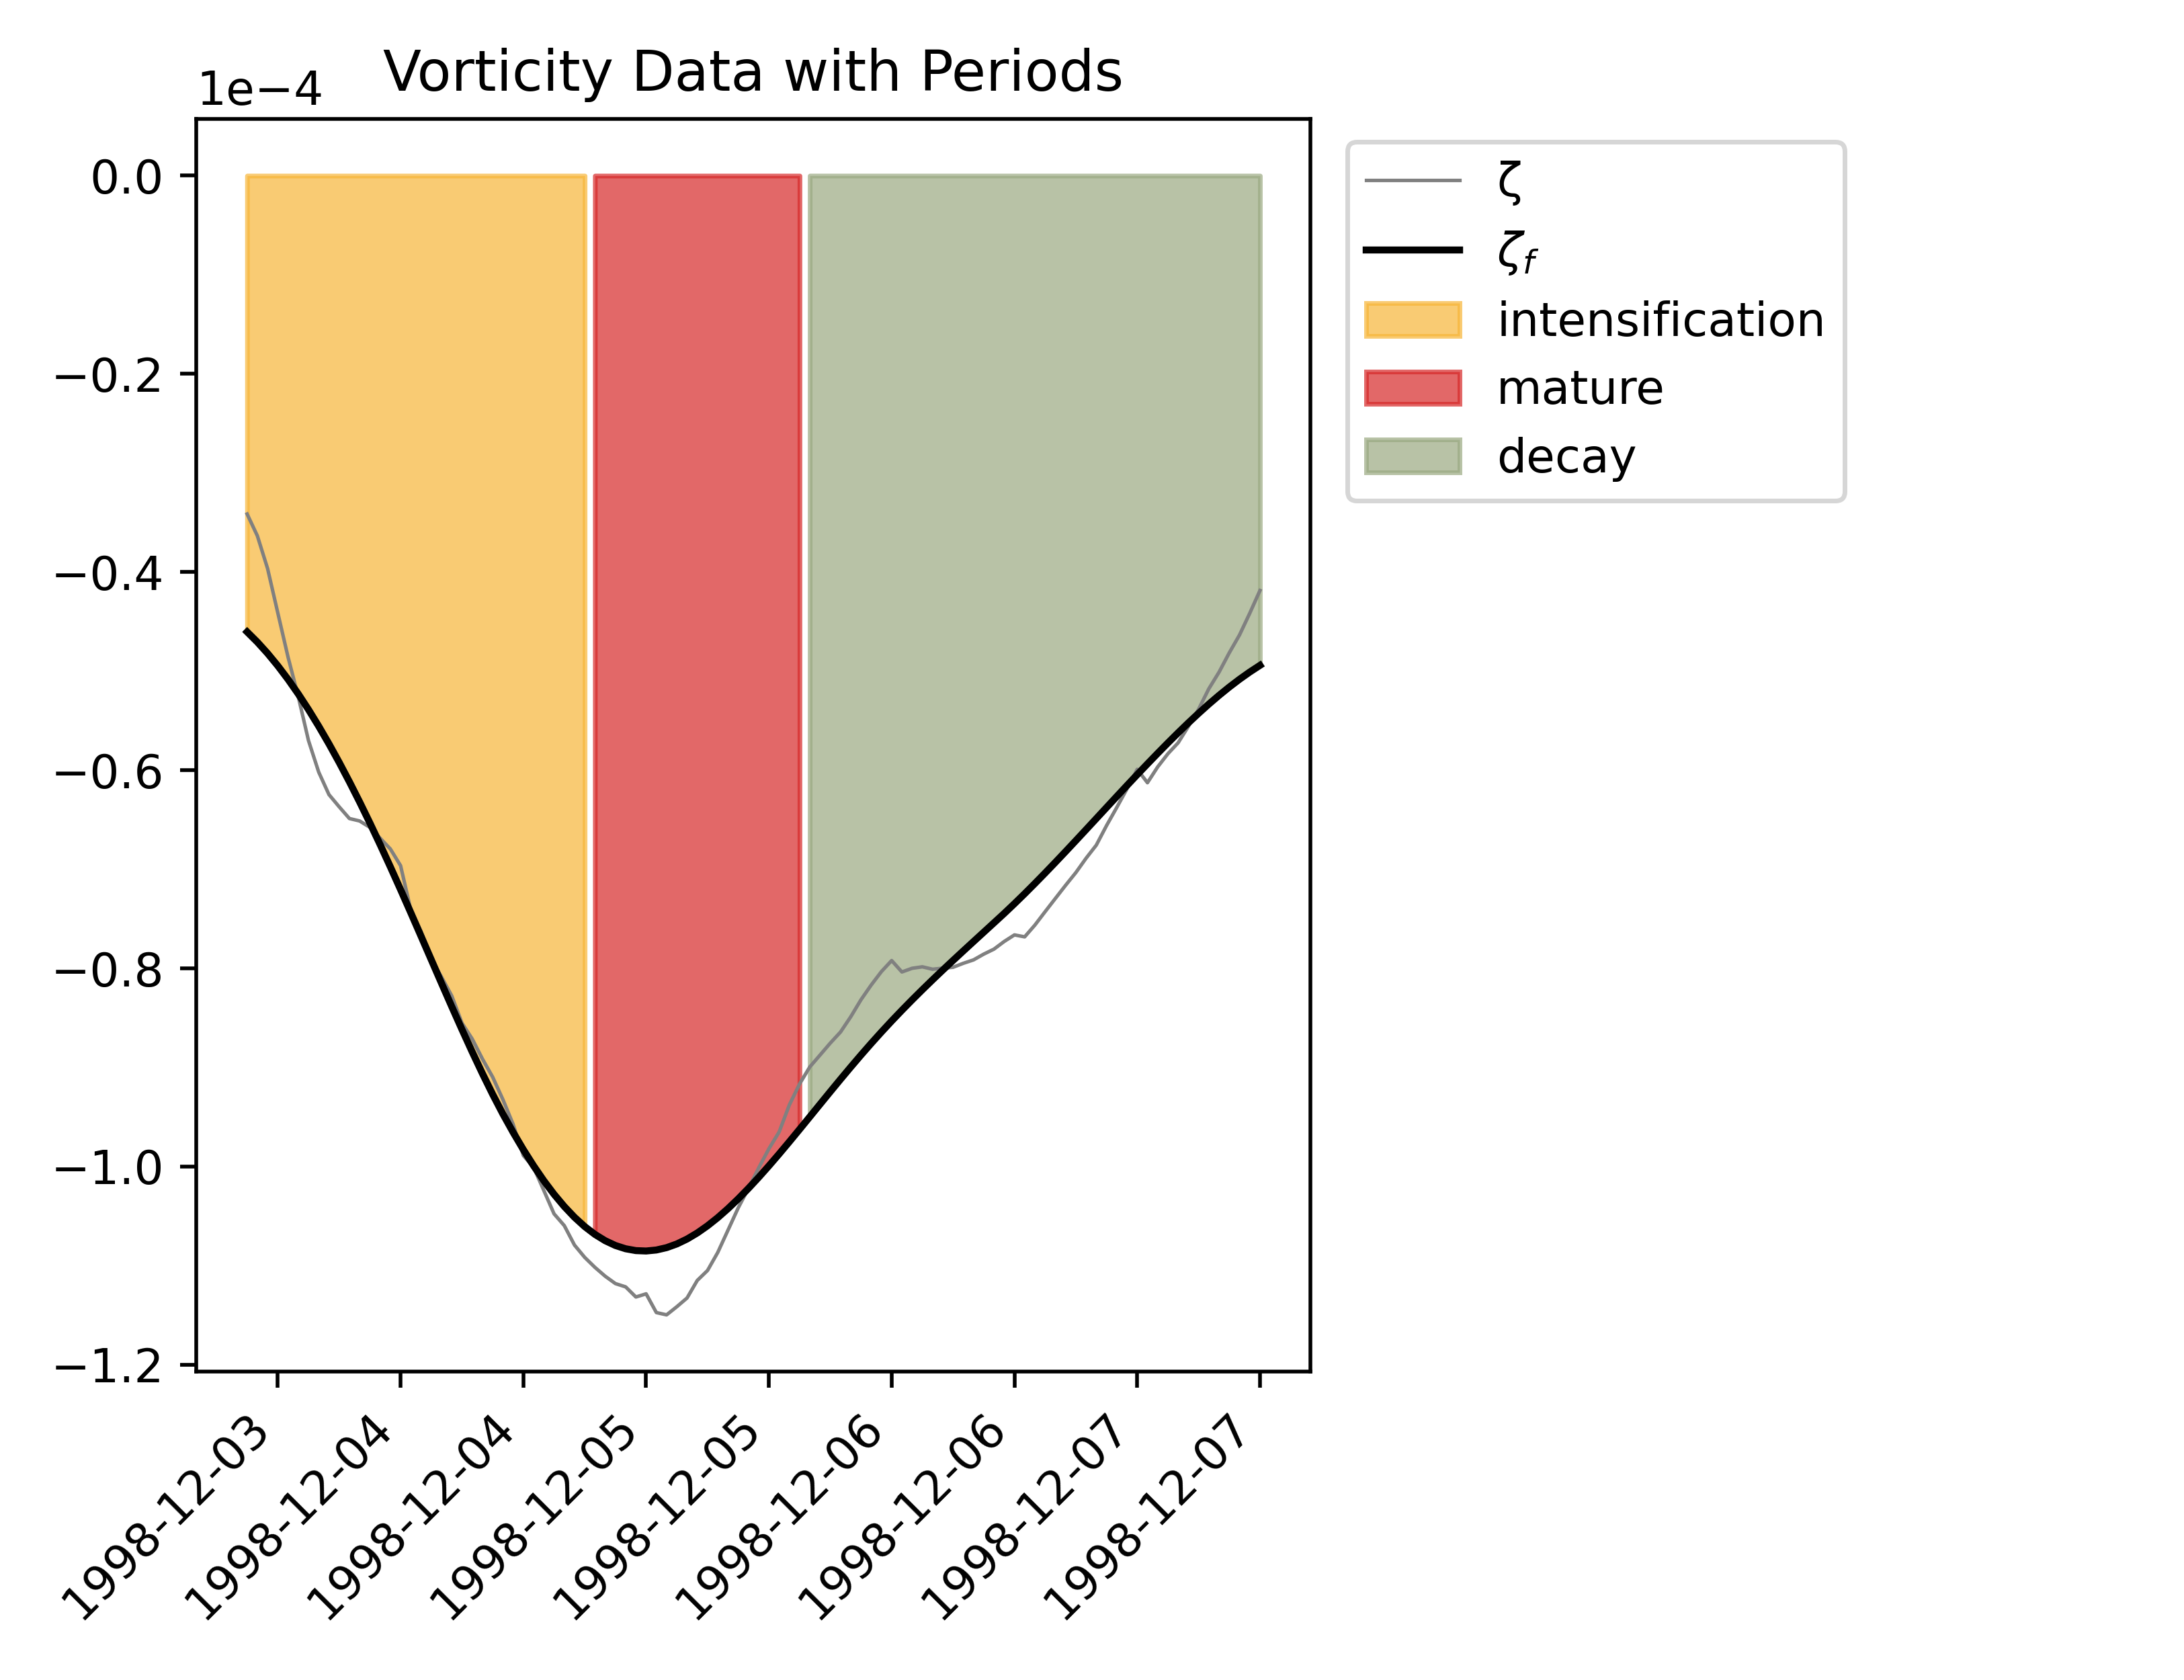 Vorticity Data with Periods
1e−4
0.0
−0.2
−0.4
−0.6
−0.8
−1.0
−1.2
1998-12-03
1998-12-04
1998-12-04
1998-12-05
1998-12-05
1998-12-06
1998-12-06
1998-12-07
1998-12-07
ζ
ζf
intensification
mature
decay